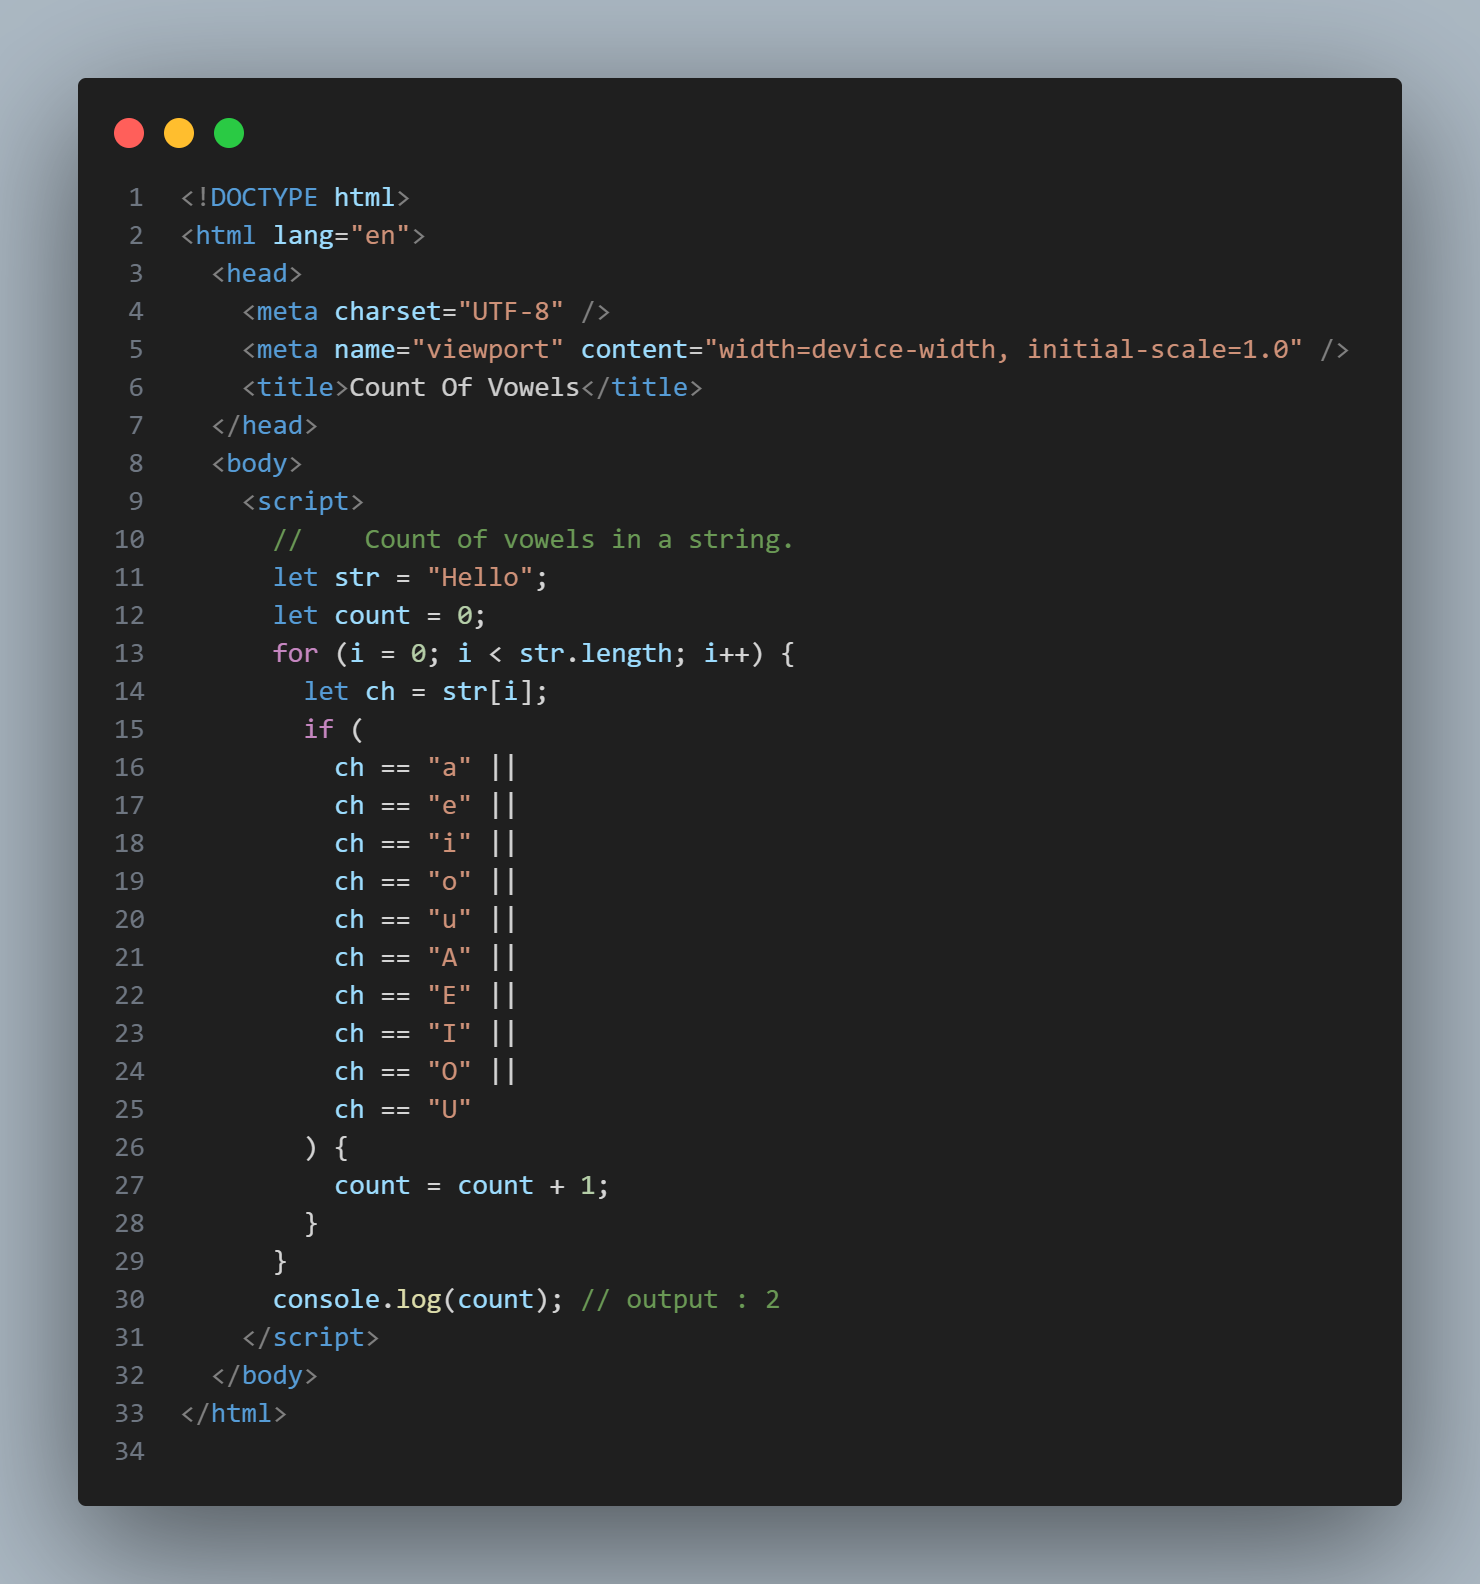 1 <!DOCTYPE html>
2 <html lang="en">
3   <head>
4     <meta charset="UTF-8" />
5     <meta name="viewport" content="width=device-width, initial-scale=1.0" />
6     <title>Count Of Vowels</title>
7   </head>
8   <body>
9     <script>
10       //    Count of vowels in a string.
11       let str = "Hello";
12       let count = 0;
13       for (i = 0; i < str.length; i++) {
14         let ch = str[i];
15         if (
16           ch == "a" ||
17           ch == "e" ||
18           ch == "i" ||
19           ch == "o" ||
20           ch == "u" ||
21           ch == "A" ||
22           ch == "E" ||
23           ch == "I" ||
24           ch == "O" ||
25           ch == "U"
26         ) {
27           count = count + 1;
28         }
29       }
30       console.log(count); // output : 2
31     </script>
32   </body>
33 </html>
34